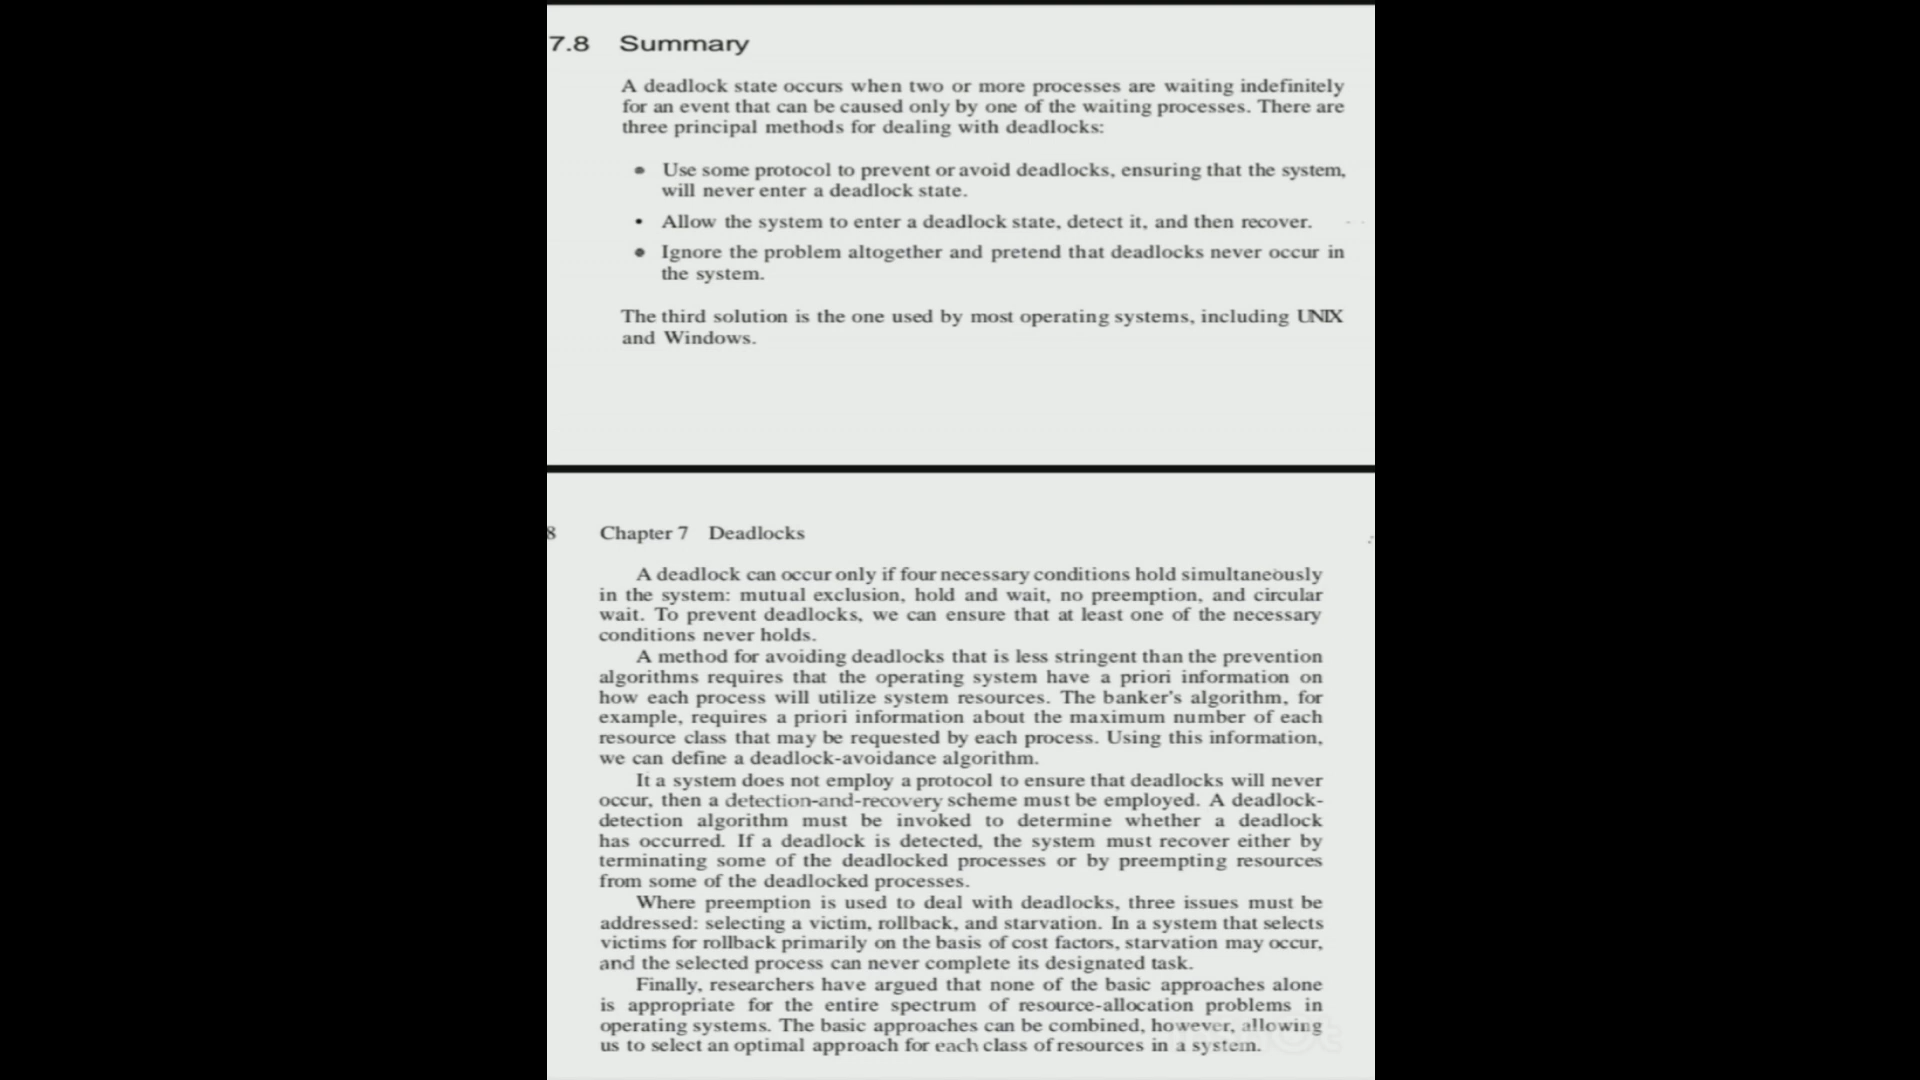 7.8 Summary
A deadlock state occurs when two or more processes are waiting indefinitely
for an event that can be caused only by one of the waiting processes. There are
three principal methods for dealing with deadlocks:
• Use some protocol to prevent or avoid deadlocks, ensuring that the system,
will never enter a deadlock state.
• Allow the system to enter a deadlock state, detect it, and then recover.
• Ignore the problem altogether and pretend that deadlocks never occur in
the system.
The third solution is the one used by most operating systems, including UNIX
and Windows.
8 Chapter 7 Deadlocks
A deadlock can occur only if four necessary conditions hold simultaneously
in the system: mutual exclusion, hold and wait, no preemption, and circular
wait. To prevent deadlocks, we can ensure that at least one of the necessary
conditions never holds.
A method for avoiding deadlocks that is less stringent than the prevention
algorithms requires that the operating system have a priori information on
how each process will utilize system resources. The banker's algorithm, for
example, requires a priori information about the maximum number of each
resource class that may be requested by each process. Using this information,
we can define a deadlock-avoidance algorithm.
It a system does not employ a protocol to ensure that deadlocks will never
occur, then a detection-and-recovery scheme must be employed. A deadlock-
detection algorithm must be invoked to determine whether a deadlock
has occurred. If a deadlock is detected, the system must recover either by
terminating some of the deadlocked processes or by preempting resources
from some of the deadlocked processes.
Where preemption is used to deal with deadlocks, three issues must be
addressed: selecting a victim, rollback, and starvation. In a system that selects
victims for rollback primarily on the basis of cost factors, starvation may occur,
and the selected process can never complete its designated task.
Finally, researchers have argued that none of the basic approaches alone
is appropriate for the entire spectrum of resource-allocation problems in
operating systems. The basic approaches can be combined, however, allowing
us to select an optimal approach for each class of resources in a system.